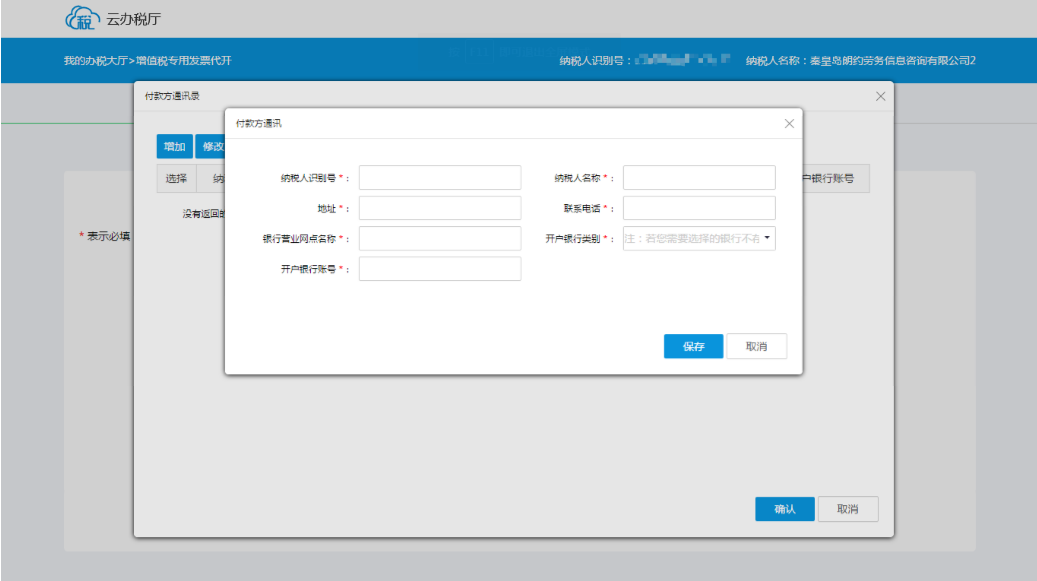 税 云办税厅
我的办税大厅>增值税专用发票代开 纳税人识别号： 纳税人名称：秦皇岛朗约劳务信息咨询有限公司2
付款方通讯录
付款方通讯
增加 修改
选择 纳 户银行账号
没有返回
* 表示必填
纳税人识别号 *： 纳税人名称 *：
地址 *： 联系电话 *：
银行营业网点名称 *： 开户银行类别 *： 注：若您需要选择的银行不在
开户银行账号 *：
保存 取消
确认 取消